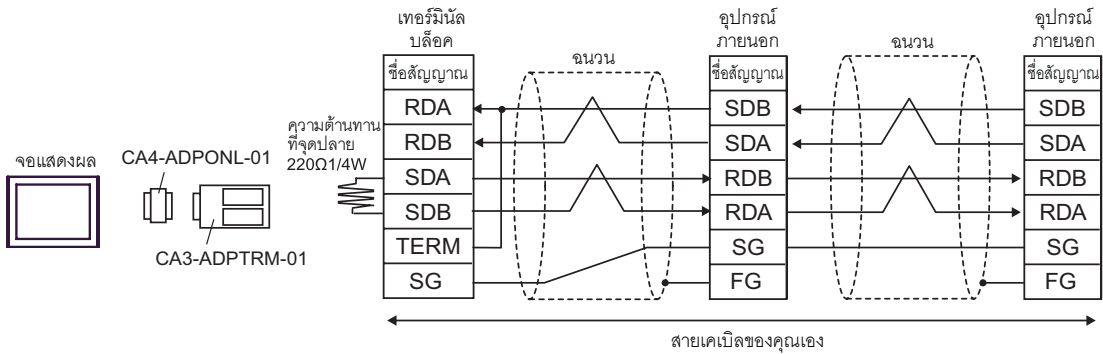 เทอร์มินัล
บล็อค
อุปกรณ์
ภายนอก
อุปกรณ์
ภายนอก
ฉนวน
ฉนวน
ชื่อสัญญาณ
ชื่อสัญญาณ
ชื่อสัญญาณ
RDA
SDB
SDB
RDB
SDA
SDA
SDA
RDB
RDB
SDB
RDA
RDA
TERM
SG
SG
SG
FG
FG
ความต้านทาน
ที่จุดปลาย
220Ω1/4W
จอแสดงผล
CA4-ADPONL-01
CA3-ADPTRM-01
สายเคเบิลของคุณเอง